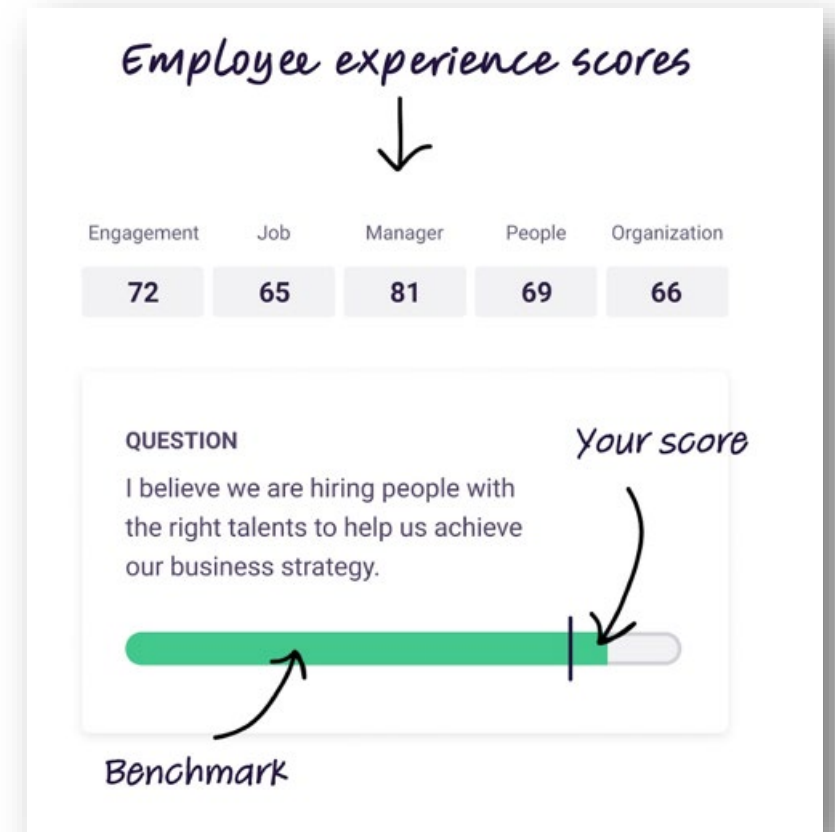 Employee experience scores
Engagement Job Manager People Organization
72 65 81 69 66
QUESTION
Your score
I believe we are hiring people with
the right talents to help us achieve
our business strategy.
Benchmark